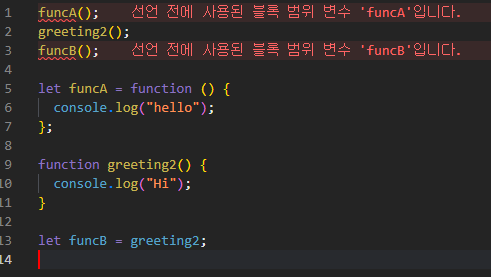 1 funcA(); 선언 전에 사용된 블록 범위 변수 'funcA'입니다.
2 greeting2();
3 funcB(); 선언 전에 사용된 블록 범위 변수 'funcB'입니다.
4
5 let funcA = function () {
6   console.log("hello");
7 };
8
9 function greeting2() {
10   console.log("Hi");
11 }
12
13 let funcB = greeting2;
14